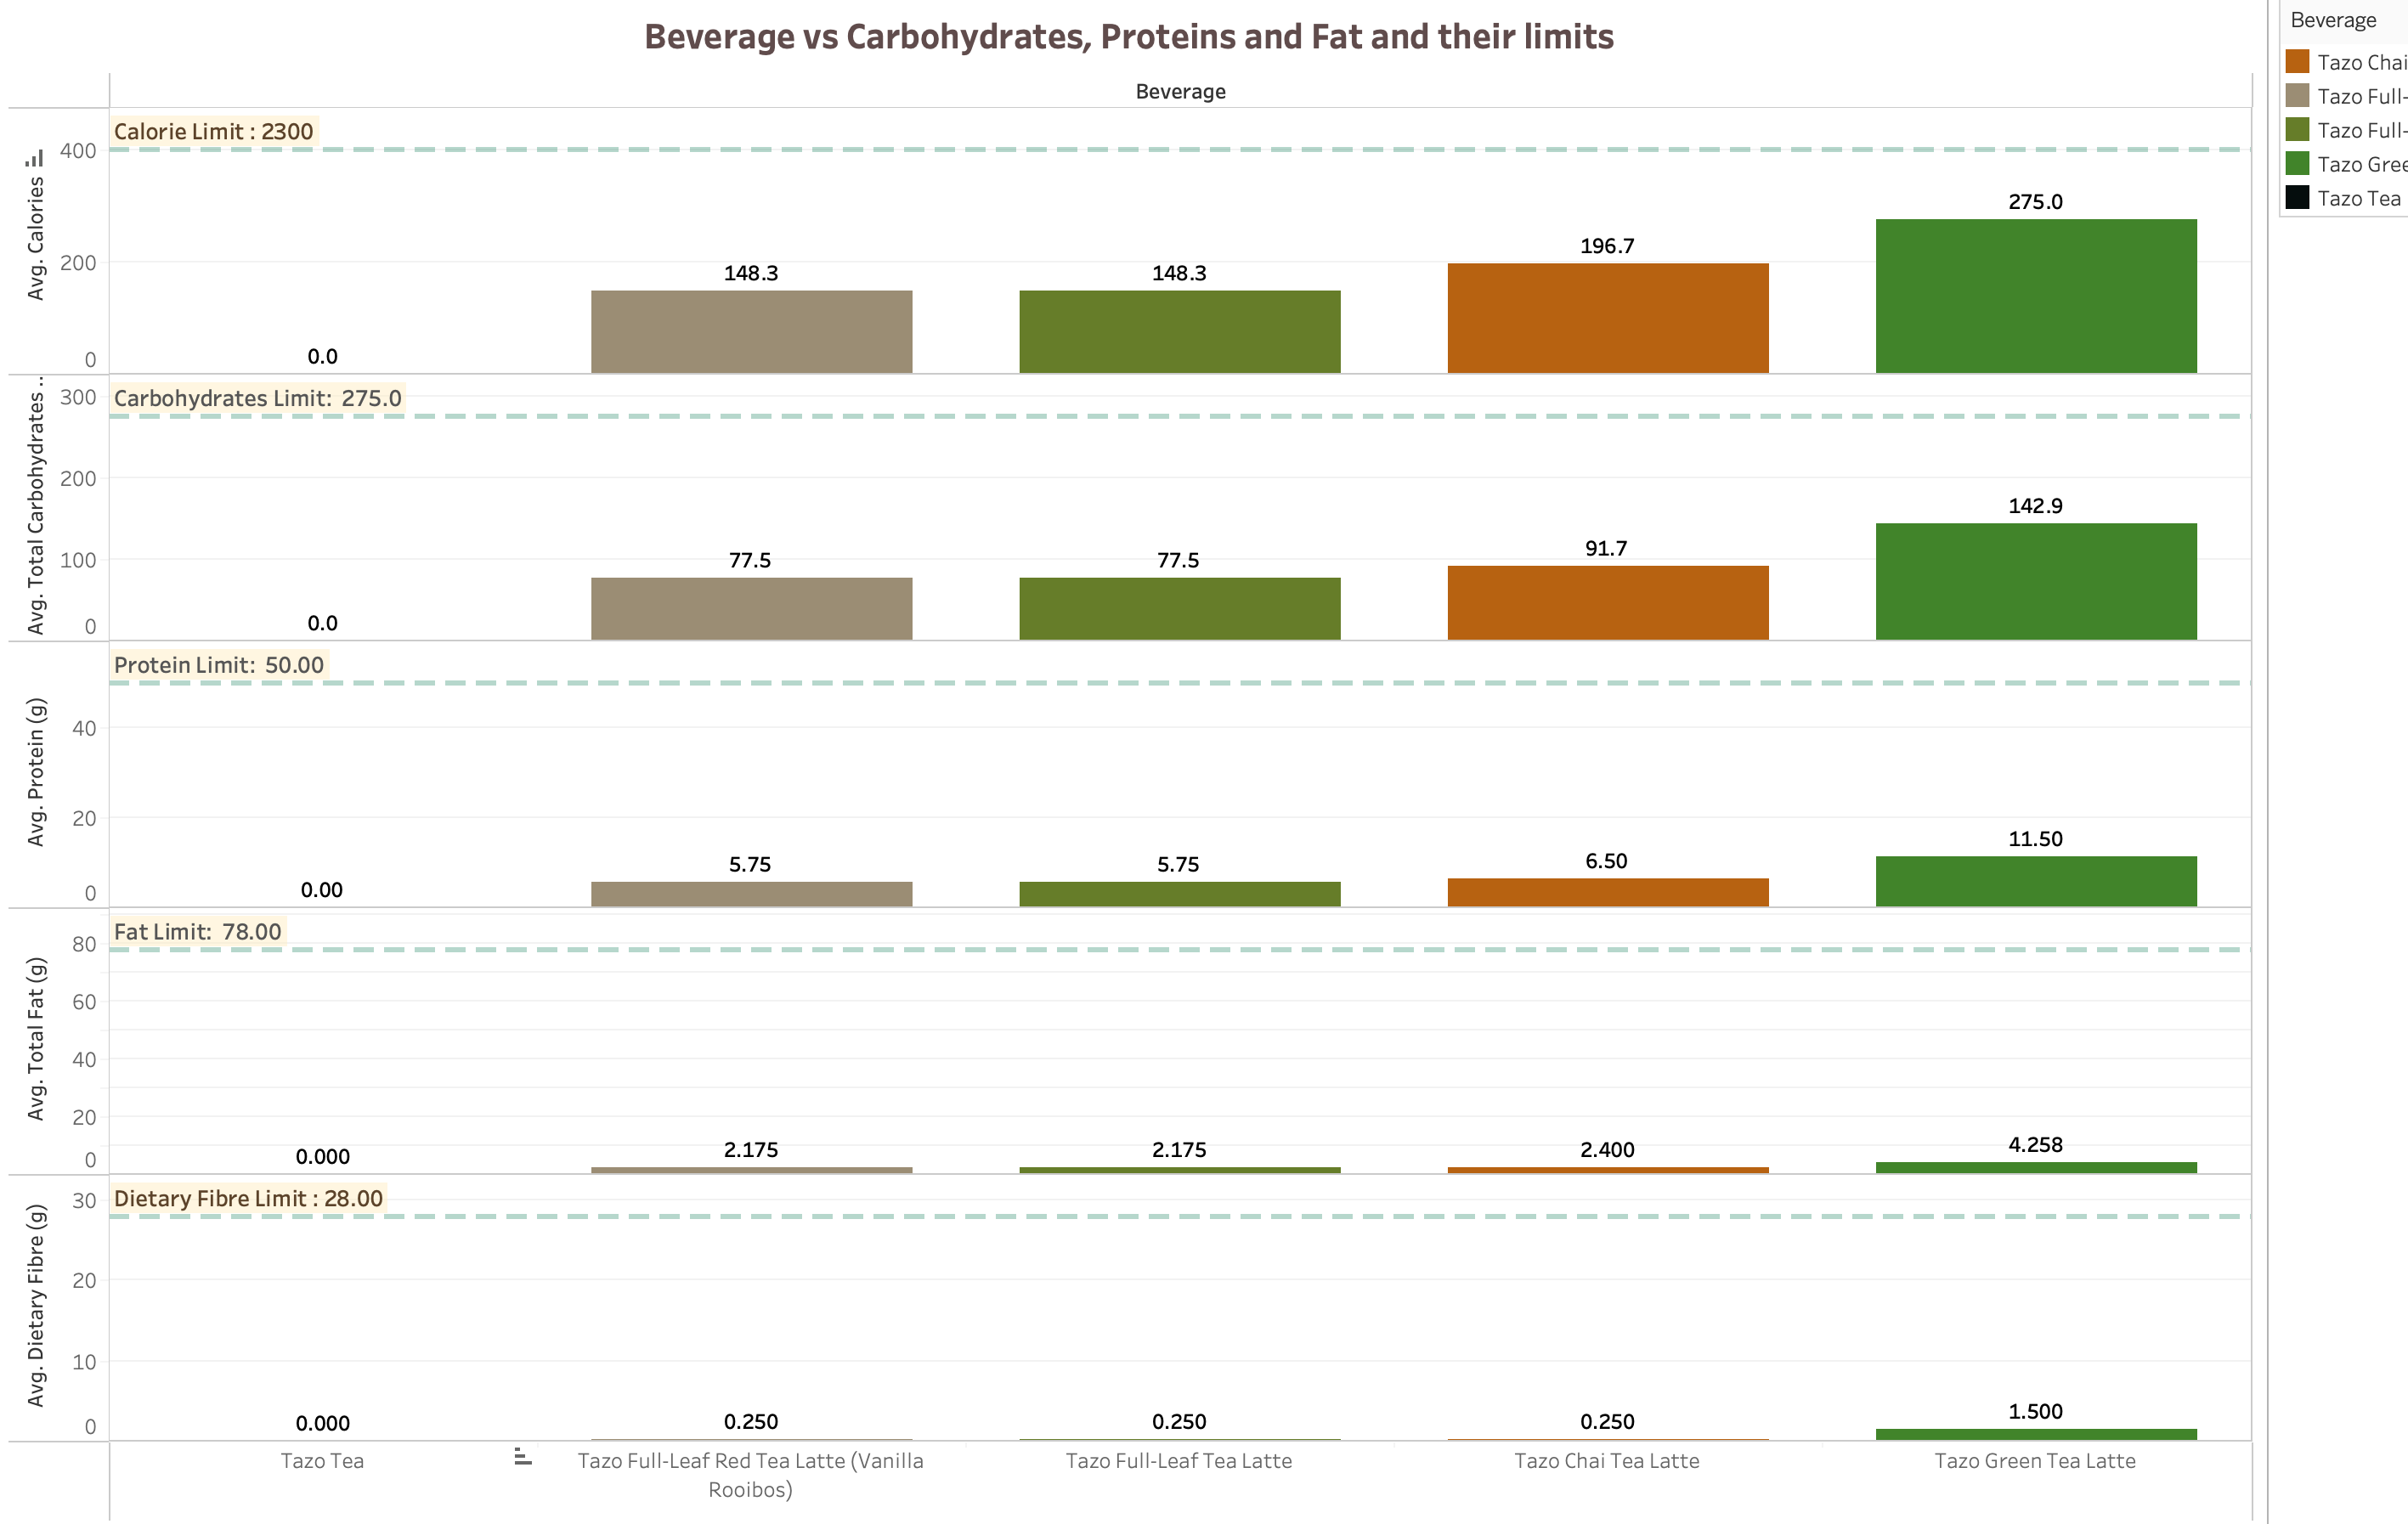 Beverage vs Carbohydrates, Proteins and Fat and their limits
Beverage
Beverage
Tazo Chai
Tazo Full-
Tazo Full-
Tazo Gree
Tazo Tea
Avg. Calories
400
200
0
Calorie Limit : 2300
0.0
148.3
148.3
196.7
275.0
Avg. Total Carbohydrates ..
300
200
100
0
Carbohydrates Limit: 275.0
0.0
77.5
77.5
91.7
142.9
Avg. Protein (g)
40
20
0
Protein Limit: 50.00
0.00
5.75
5.75
6.50
11.50
Avg. Total Fat (g)
80
60
40
20
0
Fat Limit: 78.00
0.000
2.175
2.175
2.400
4.258
Avg. Dietary Fibre (g)
30
20
10
0
Dietary Fibre Limit : 28.00
0.000
0.250
0.250
0.250
1.500
Tazo Tea
Tazo Full-Leaf Red Tea Latte (Vanilla
Rooibos)
Tazo Full-Leaf Tea Latte
Tazo Chai Tea Latte
Tazo Green Tea Latte